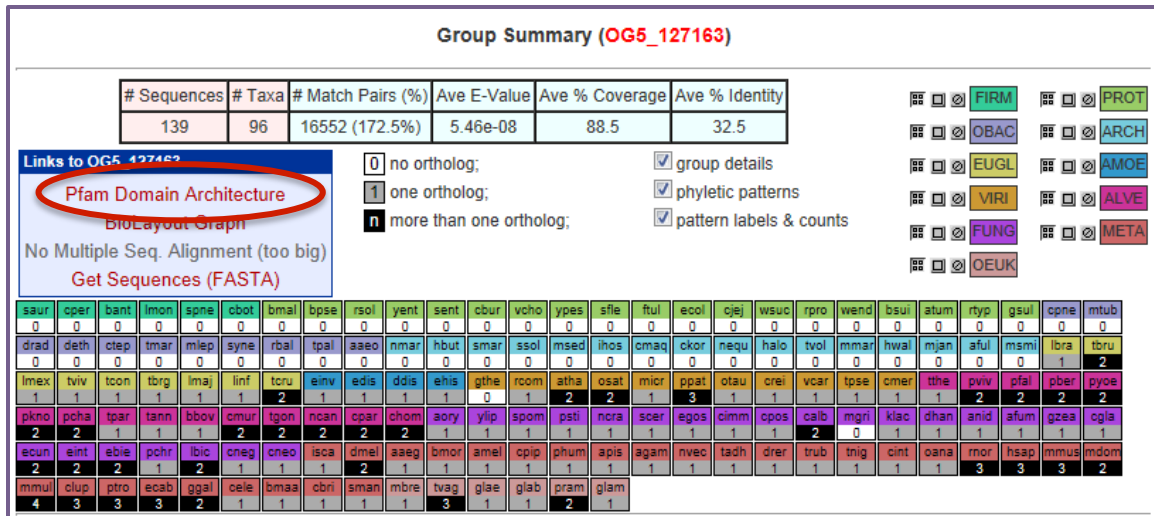 Group Summary (OG5_127163)
# Sequences # Taxa # Match Pairs (%) Ave E-Value Ave % Coverage Ave % Identity
139 96 16552 (172.5%) 5.46e-08 88.5 32.5
Links to OG5_127163
Pfam Domain Architecture
BioLayout Graph
No Multiple Seq. Alignment (too big)
Get Sequences (FASTA)
0 no ortholog;
1 one ortholog;
n more than one ortholog;
group details
phyletic patterns
pattern labels & counts
FIRM PROT
OBAC ARCH
EUGL AMOE
VIRI ALVE
FUNG META
OEUK
saur cper bant lmon spne cbot bmal bpse rsol yent sent cbur vcho ypes sfle ftul ecol cjej wsuc rpro wend bsui atum rtyp gsul cpne mtub
0 0 0 0 0 0 0 0 0 0 0 0 0 0 0 0 0 0 0 0 0 0 0 0 0 0 0
drad deth ctep tmar mlep syne rbal tpal aaeo nmar hbut smar ssol msed ihos cmaq ckor nequ halo tvol mmar hwal mjan aful msmi lbra tbru
0 0 0 0 0 0 0 0 0 0 0 0 0 0 0 0 0 0 0 0 0 0 0 0 0 1 2
lmex tviv tcon tbrg lmaj linf tcru einv edis ddis ehis gthe rcom atha osat micr ppat otau crei vcar tpse cmer tthe pviv pfal pber pyoe
1 1 1 1 1 1 2 1 1 1 1 0 1 2 2 1 3 1 1 1 1 1 1 2 2 2 2
pkno pcha tpar tann bbov cmur tgon ncan cpar chom aory ylip spom psti ncra scer egos cimm cpos calb mgri klac dhan anid afum gzea cgla
2 2 1 1 1 2 2 2 2 2 1 1 1 1 1 1 1 1 1 2 0 1 1 1 1 1 1
ecun eint ebie pchr lbic cneg cneo isca dmel aaeg bmor amel cpip phum apis agam nvec tadh drer trub tnig cint oana rnor hsap mmus mdom
2 2 2 1 2 1 1 1 2 1 1 1 1 1 1 1 1 1 1 1 1 1 1 3 3 3 2
mmul clup ptro ecab ggal cele bmaa cbri sman mbre tvag glae glab pram glam
4 3 3 3 2 1 1 1 1 1 3 1 1 2 1